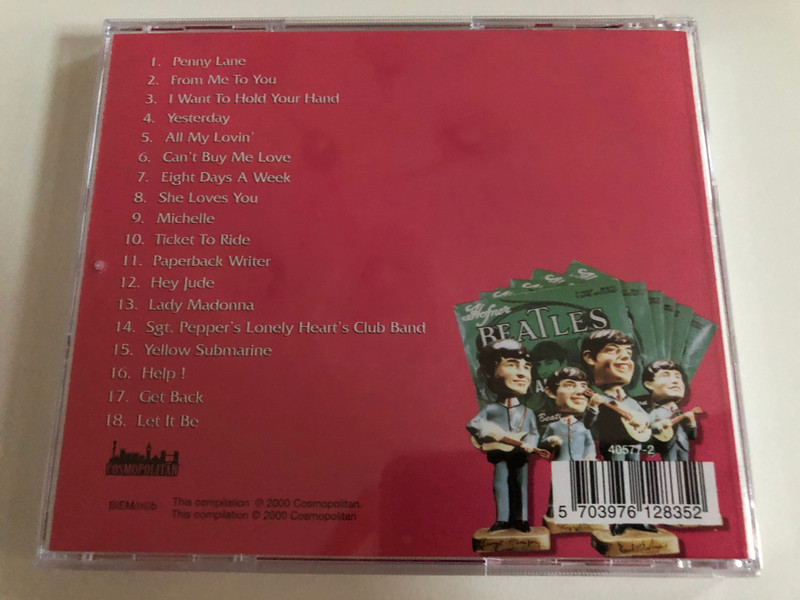 1. Penny Lane
2. From Me To You
3. I Want To Hold Your Hand
4. Yesterday
5. All My Lovin'
6. Can't Buy Me Love
7. Eight Days A Week
8. She Loves You
9. Michelle
10. Ticket To Ride
11. Paperback Writer
12. Hey Jude
13. Lady Madonna
14. Sgt. Pepper's Lonely Heart's Club Band
15. Yellow Submarine
16. Help !
17. Get Back
18. Let It Be
Höfner
BEATLES
40577-2
COSMOPOLITAN
BIEM/ncb
This compilation ℗ 2000 Cosmopolitan.
This compilation © 2000 Cosmopolitan
5 703976 128352